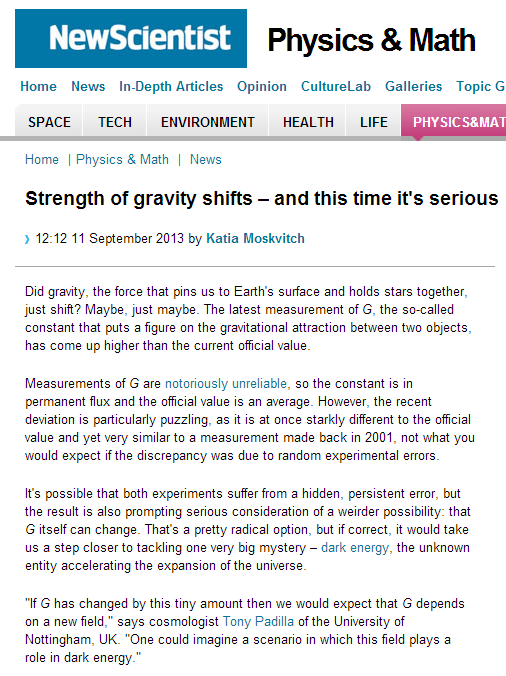 NewScientist Physics & Math
Home News In-Depth Articles Opinion CultureLab Galleries Topic G
SPACE TECH ENVIRONMENT HEALTH LIFE PHYSICS&MAT
Home | Physics & Math | News
Strength of gravity shifts – and this time it's serious
12:12 11 September 2013 by Katia Moskvitch
Did gravity, the force that pins us to Earth's surface and holds stars together,
just shift? Maybe, just maybe. The latest measurement of G, the so-called
constant that puts a figure on the gravitational attraction between two objects,
has come up higher than the current official value.
Measurements of G are notoriously unreliable, so the constant is in
permanent flux and the official value is an average. However, the recent
deviation is particularly puzzling, as it is at once starkly different to the official
value and yet very similar to a measurement made back in 2001, not what you
would expect if the discrepancy was due to random experimental errors.
It's possible that both experiments suffer from a hidden, persistent error, but
the result is also prompting serious consideration of a weirder possibility: that
G itself can change. That's a pretty radical option, but if correct, it would take
us a step closer to tackling one very big mystery – dark energy, the unknown
entity accelerating the expansion of the universe.
"If G has changed by this tiny amount then we would expect that G depends
on a new field," says cosmologist Tony Padilla of the University of
Nottingham, UK. "One could imagine a scenario in which this field plays a
role in dark energy."